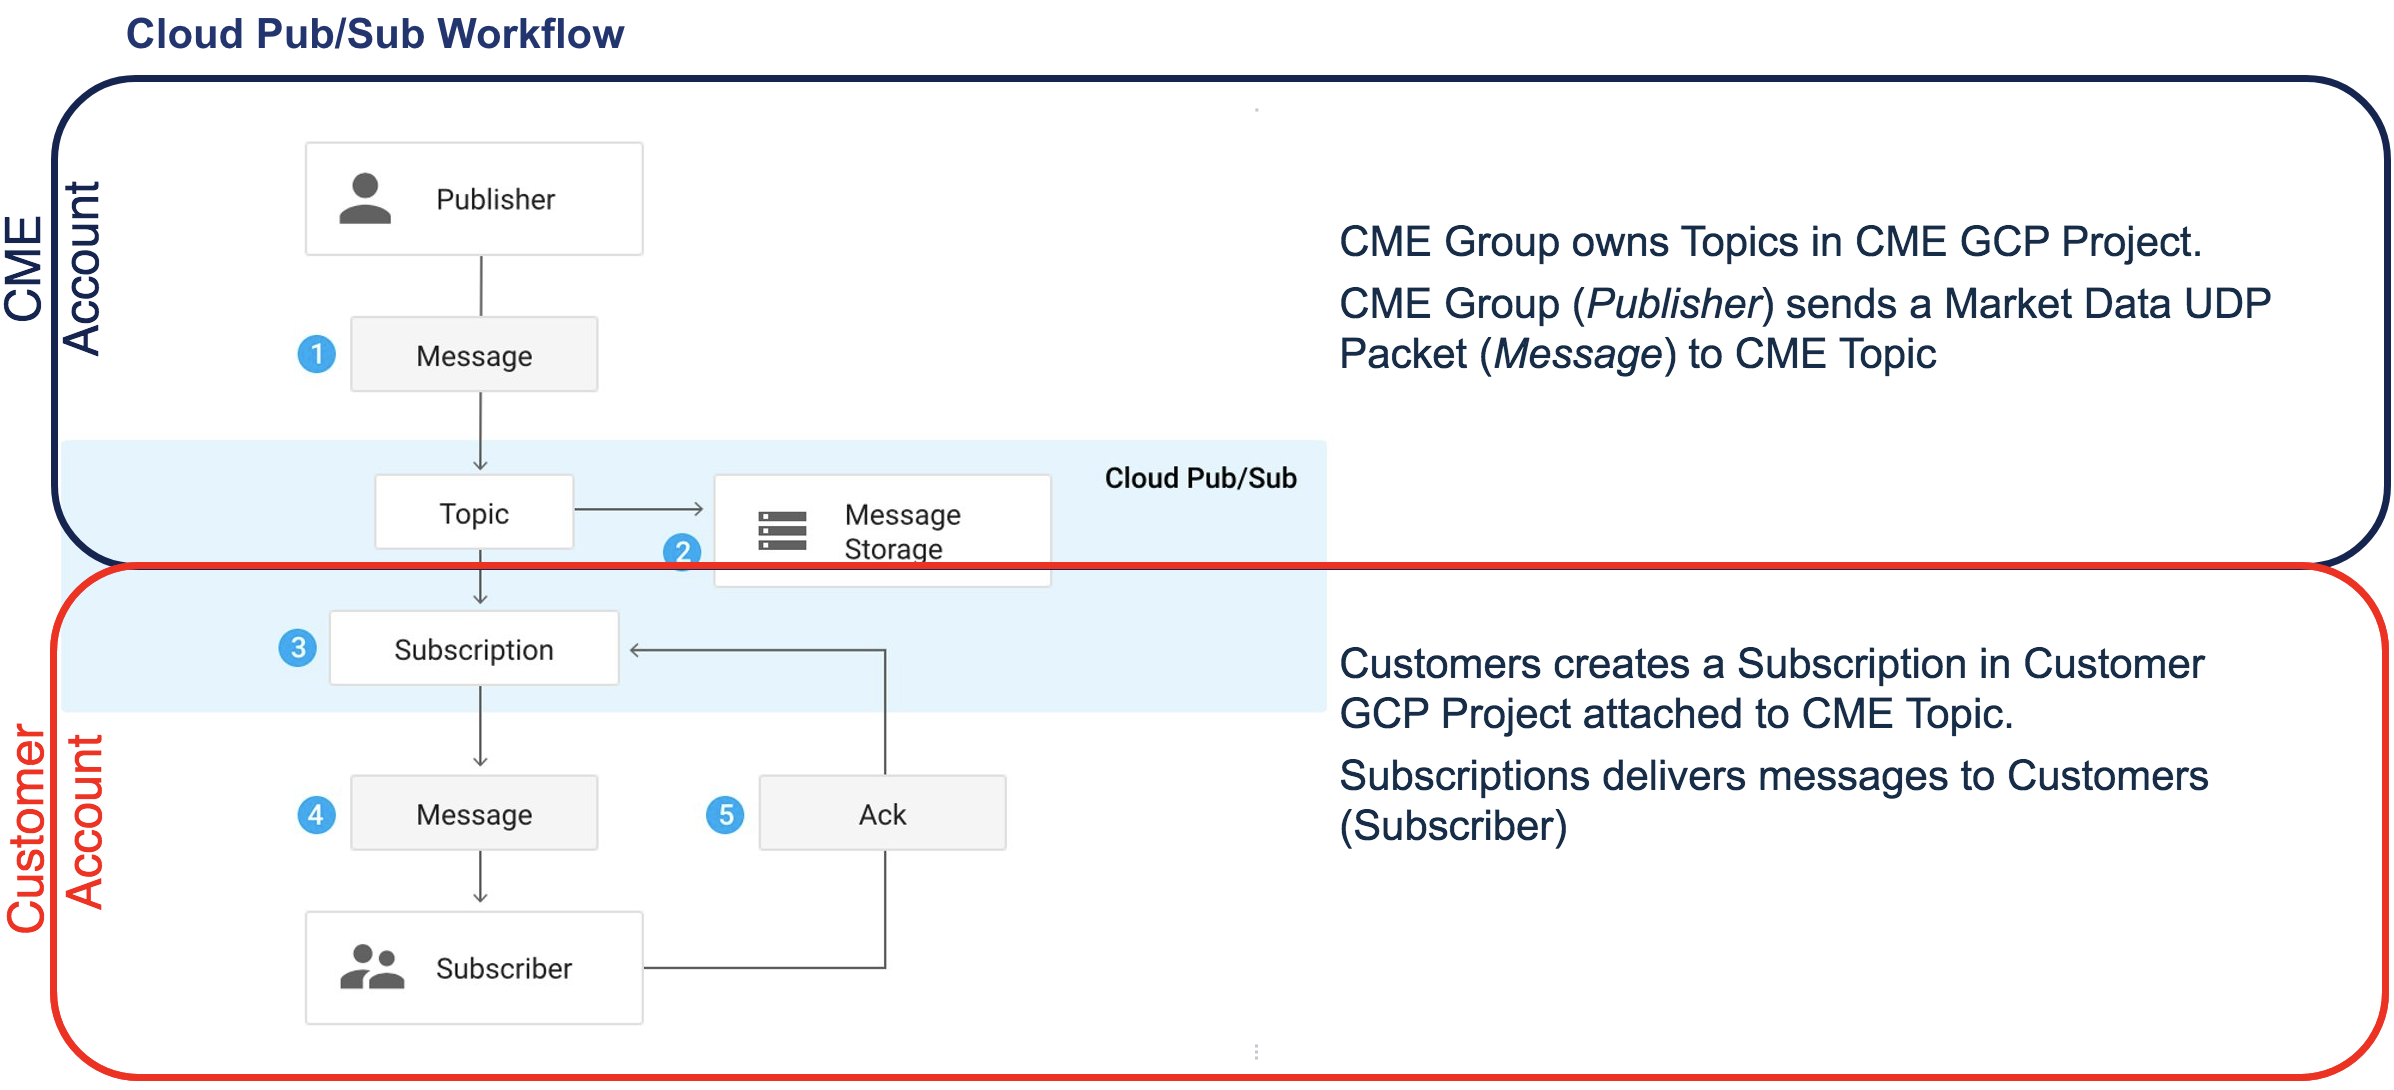 Cloud Pub/Sub Workflow
CME
Account
Publisher
1
Message
CME Group owns Topics in CME GCP Project.
CME Group (Publisher) sends a Market Data UDP
Packet (Message) to CME Topic
Cloud Pub/Sub
Topic
2
Message
Storage
Customer
Account
3
Subscription
4
Message
5
Ack
Subscriber
Customers creates a Subscription in Customer
GCP Project attached to CME Topic.
Subscriptions delivers messages to Customers
(Subscriber)